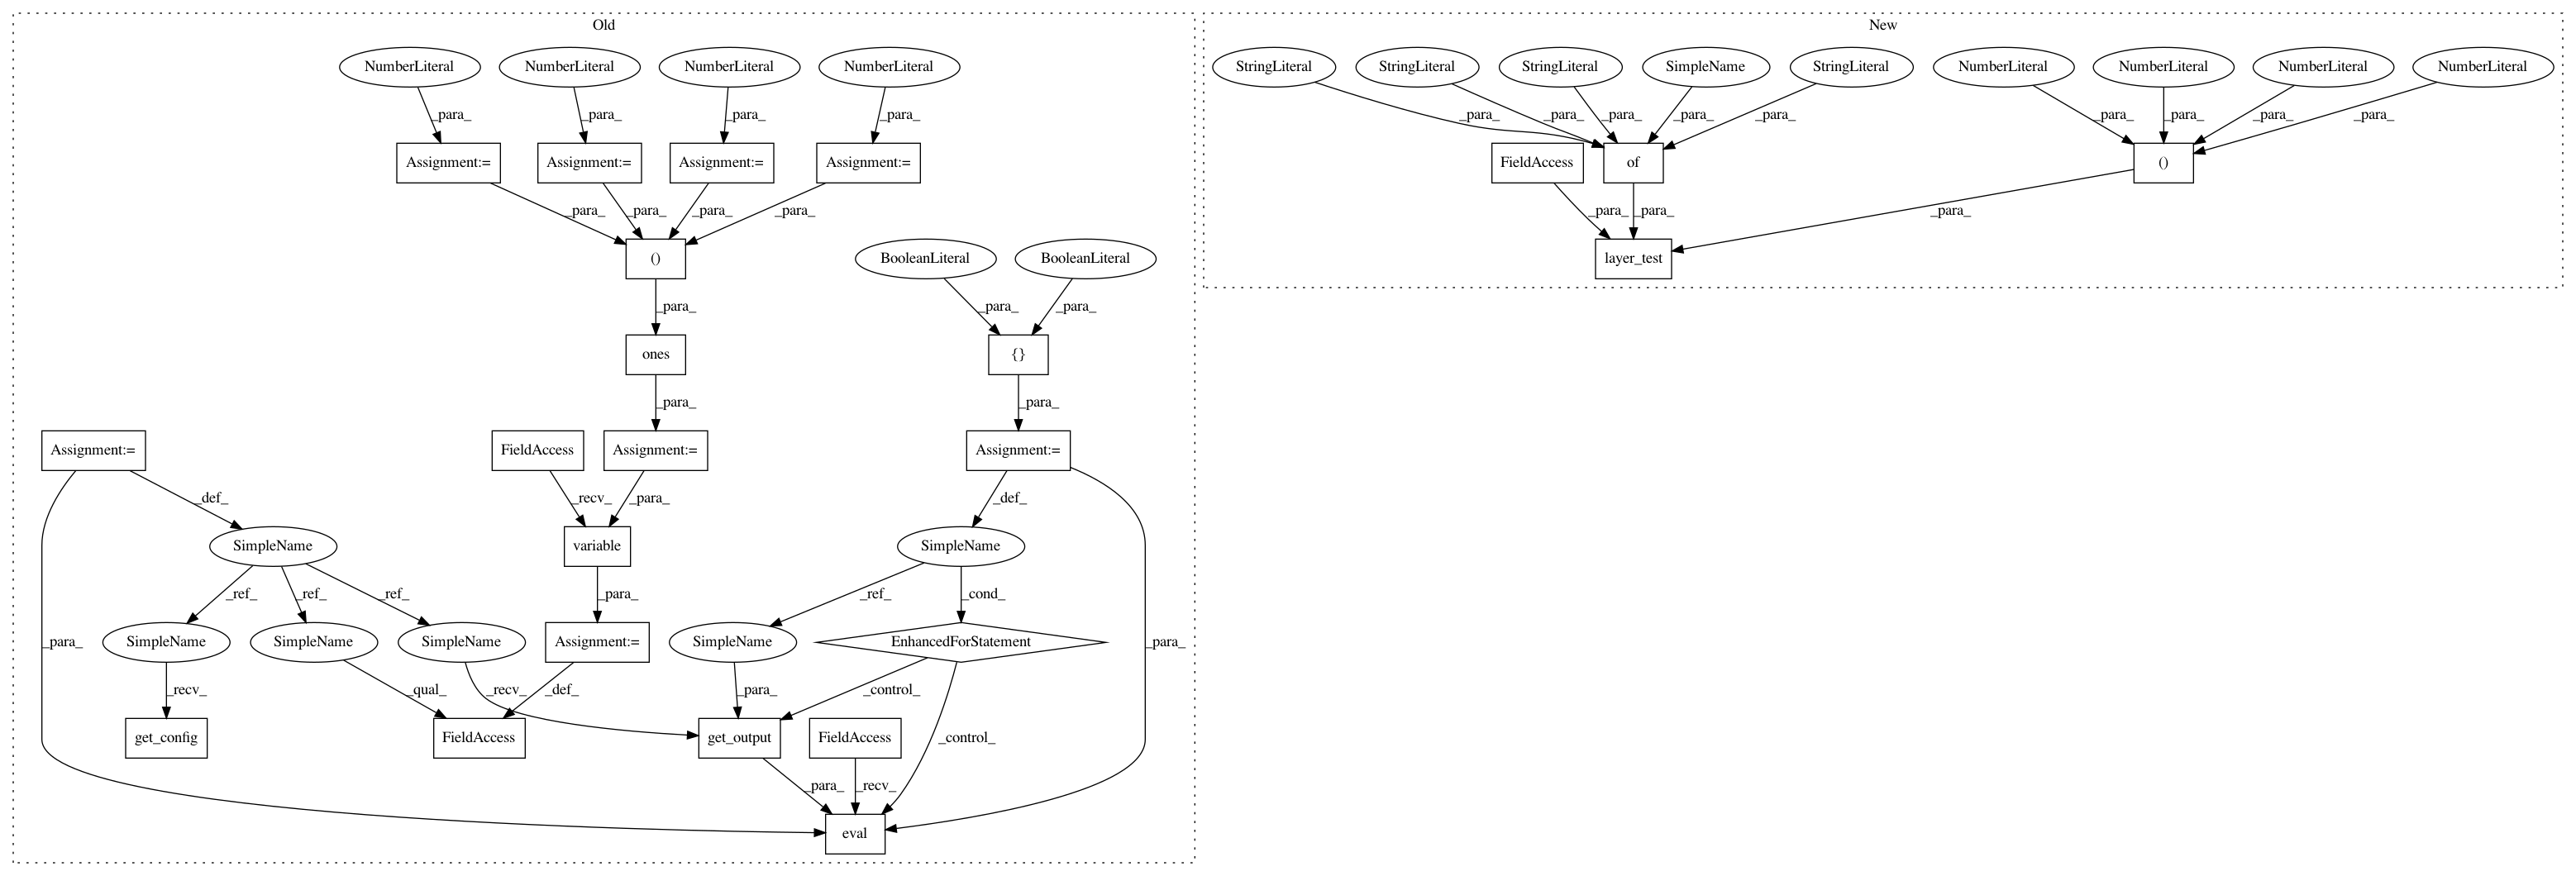 Old
New
NumberLiteral NumberLiteral NumberLiteral NumberLiteral
StringLiteral StringLiteral StringLiteral SimpleName StringLiteral NumberLiteral NumberLiteral NumberLiteral NumberLiteral
_para_ _para_ _para_ _para_
_para_ _para_ _para_ _para_ _para_ _para_ _para_ _para_
Assignment:= Assignment:= Assignment:= Assignment:=
FieldAccess of ()
_para_ _para_ _para_ _para_
_para_ _para_ _para_
() BooleanLiteral BooleanLiteral
layer_test
_para_ _para_ _para_
ones {}
_para_ _para_
Assignment:= FieldAccess Assignment:= Assignment:=
_def_ _recv_ _para_ _def_
SimpleName variable SimpleName
_ref_ _ref_ _ref_ _para_ _ref_ _cond_
_para_ SimpleName SimpleName SimpleName Assignment:= SimpleName EnhancedForStatement _para_
_recv_ _qual_ _recv_ _def_ _para_ _control_
get_config FieldAccess get_output FieldAccess _control_
_para_ _recv_
eval